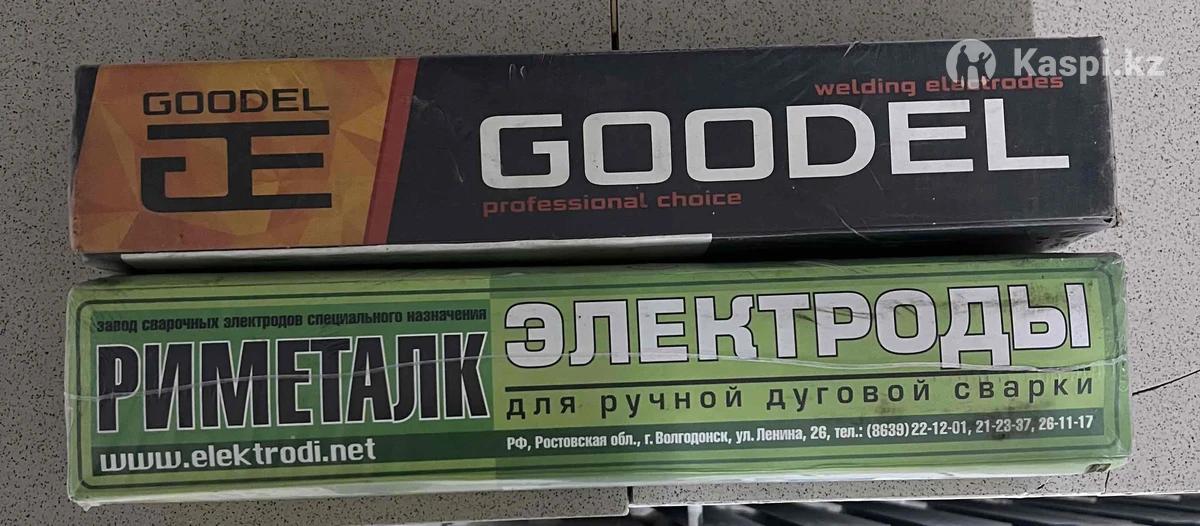 Kaspi.kz
GOODEL
GE
welding electrodes
GOODEL
professional choice
завод сварочных электродов специального назначения
РИМЕТАЛК
www.elektrodi.net
ЭЛЕКТРОДЫ
для ручной дуговой сварки
РФ, Ростовская обл., г. Волгодонск, ул. Ленина, 26, тел.: (8639) 22-12-01, 21-23-37, 26-11-17